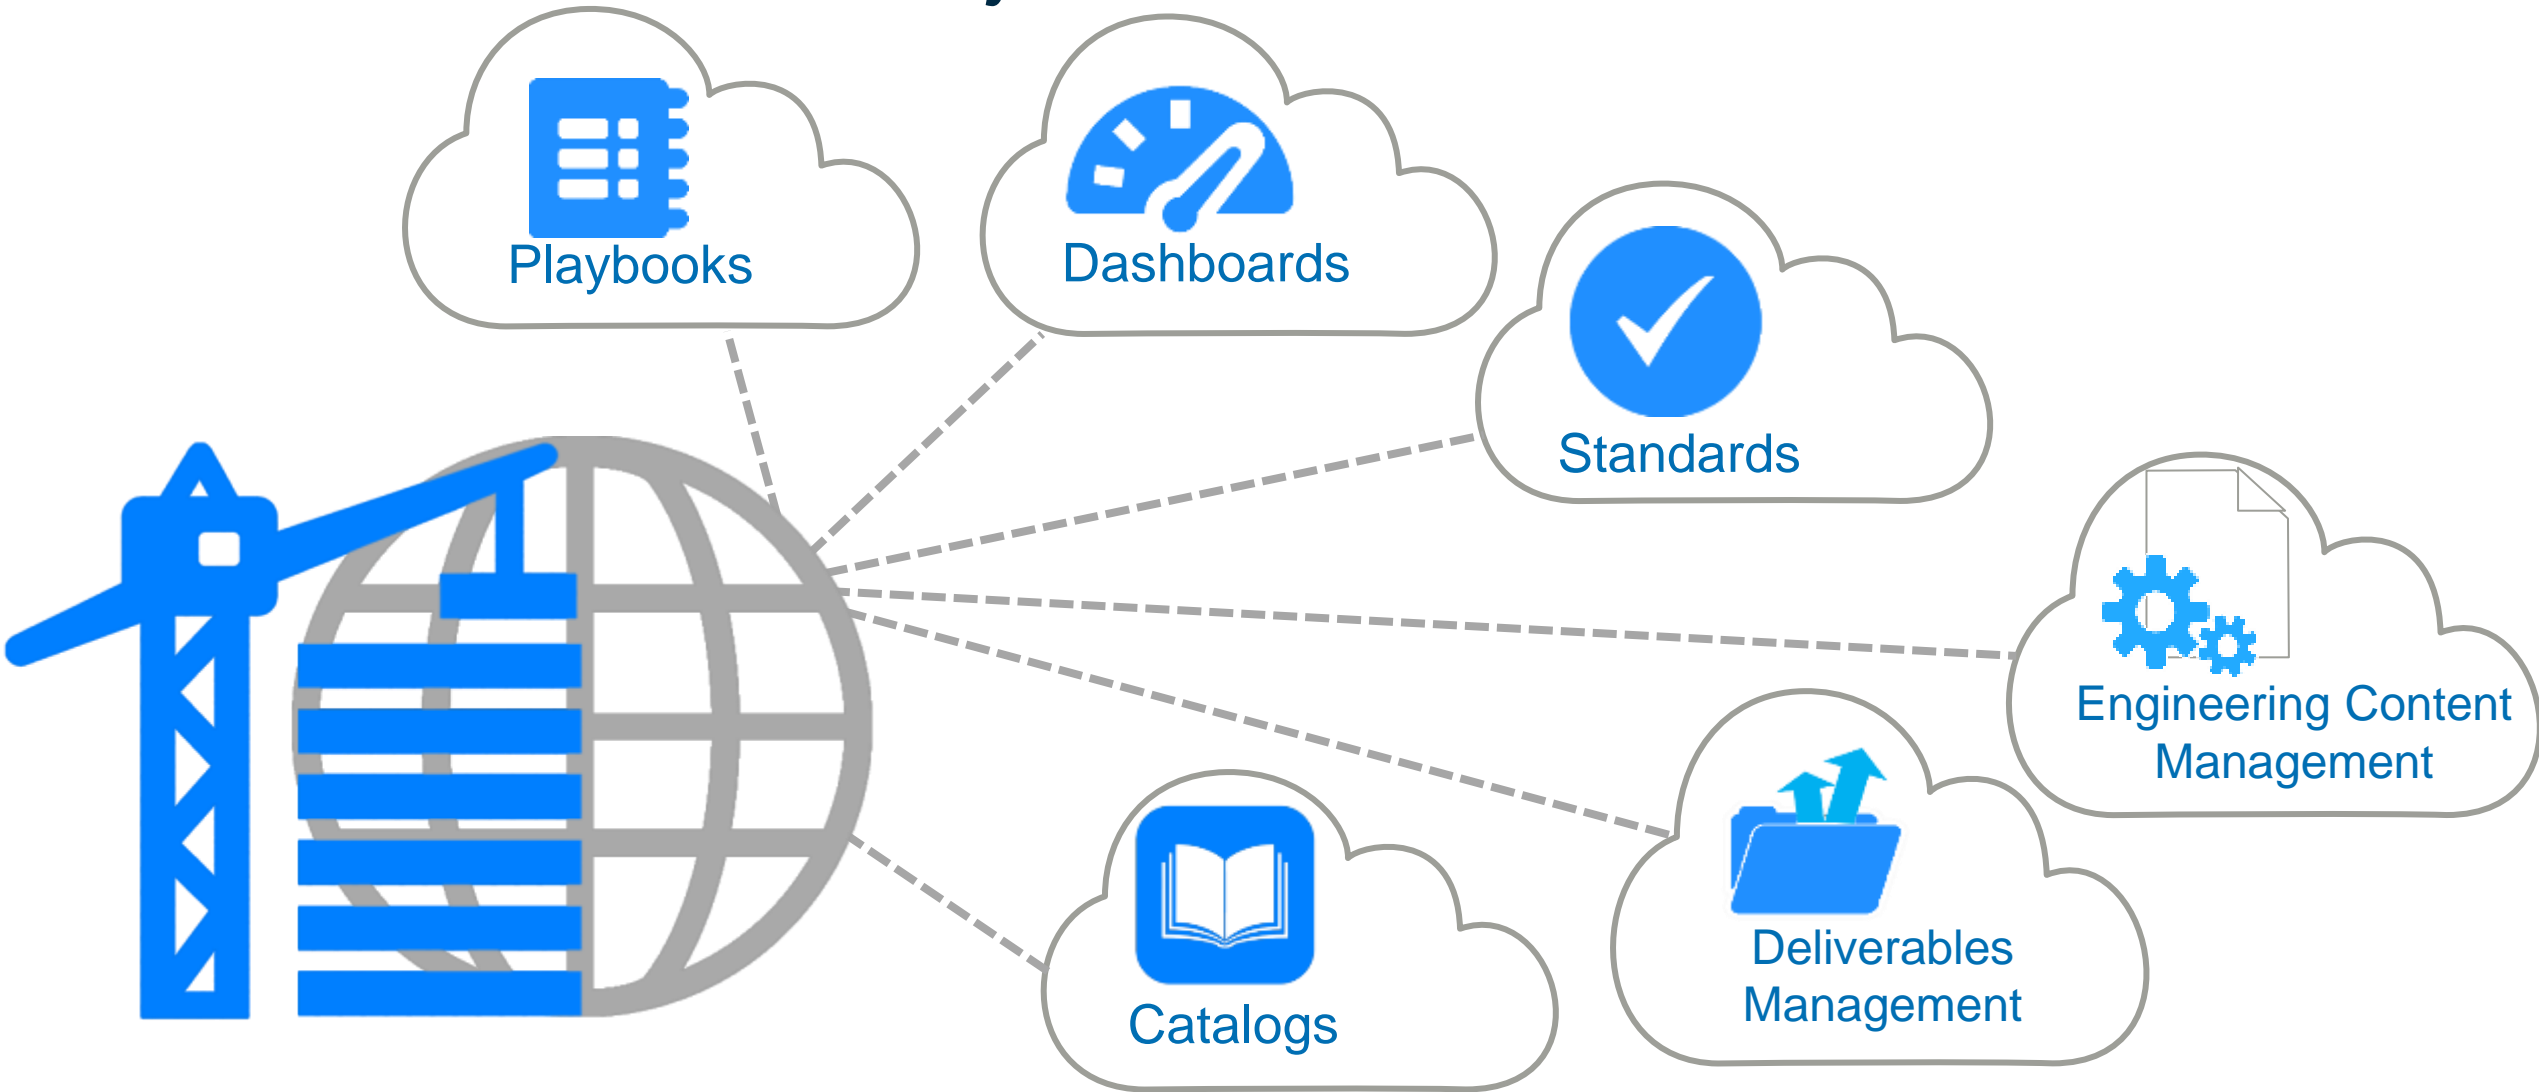 Playbooks
Dashboards
Standards
Engineering Content
Management
Deliverables
Management
Catalogs